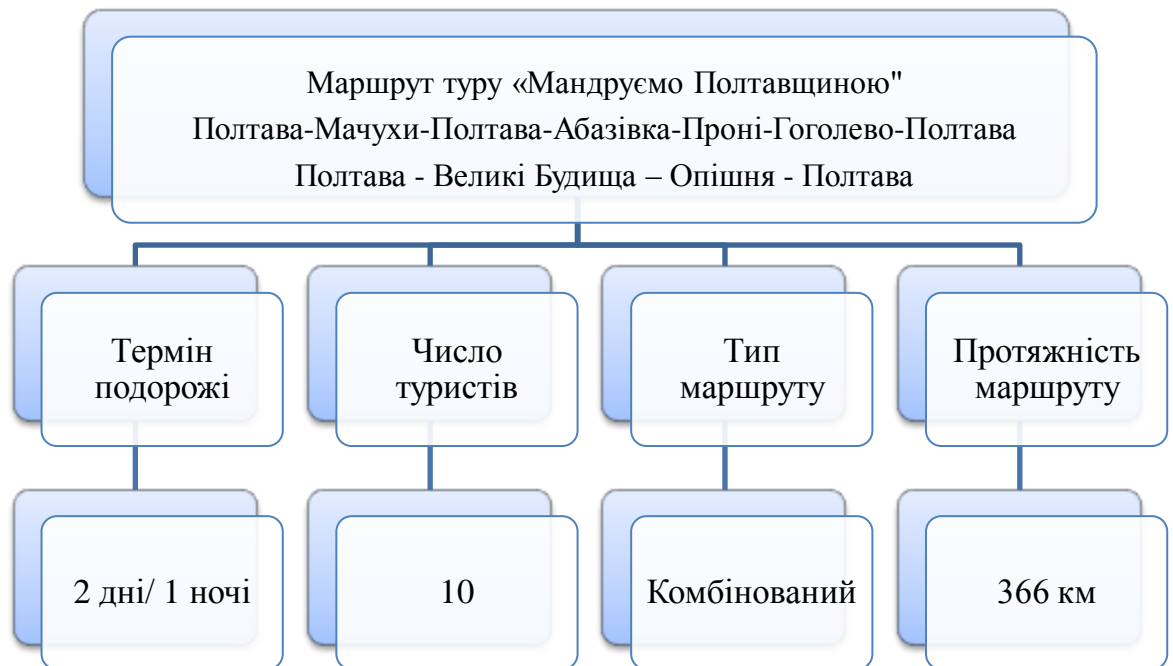 Маршрут туру «Мандруємо Полтавщиною"
Полтава-Мачухи-Полтава-Абазівка-Проні-Гоголево-Полтава
Полтава - Великі Будища – Опішня - Полтава
Термін
подорожі
Число
туристів
Тип
маршруту
Протяжність
маршруту
2 дні/ 1 ночі
10
Комбінований
366 км